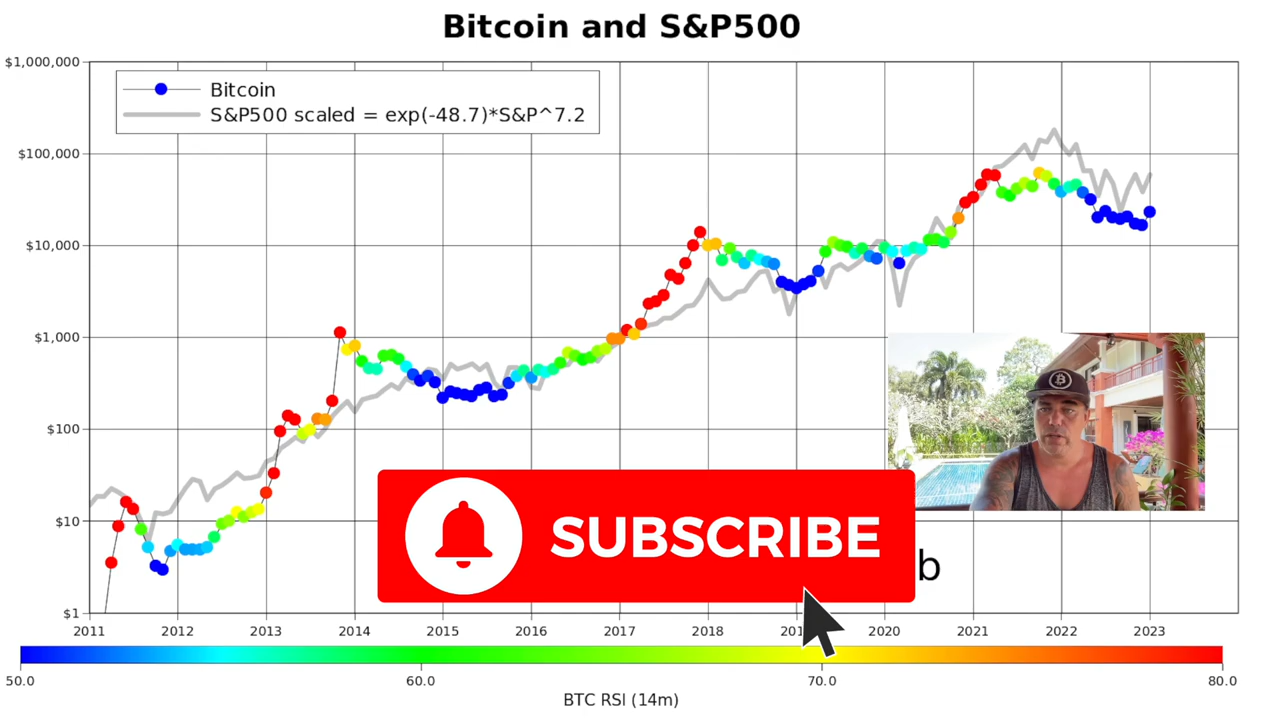 Bitcoin and S&P500
$1,000,000
Bitcoin
S&P500 scaled = exp(-48.7)*S&P^7.2
$100,000
$10,000
$1,000
$100
$10
SUBSCRIBE
b
$1
2011 2012 2013 2014 2015 2016 2017 2018 2020 2021 2022 2023
50.0 60.0 70.0 80.0
BTC RSI (14m)